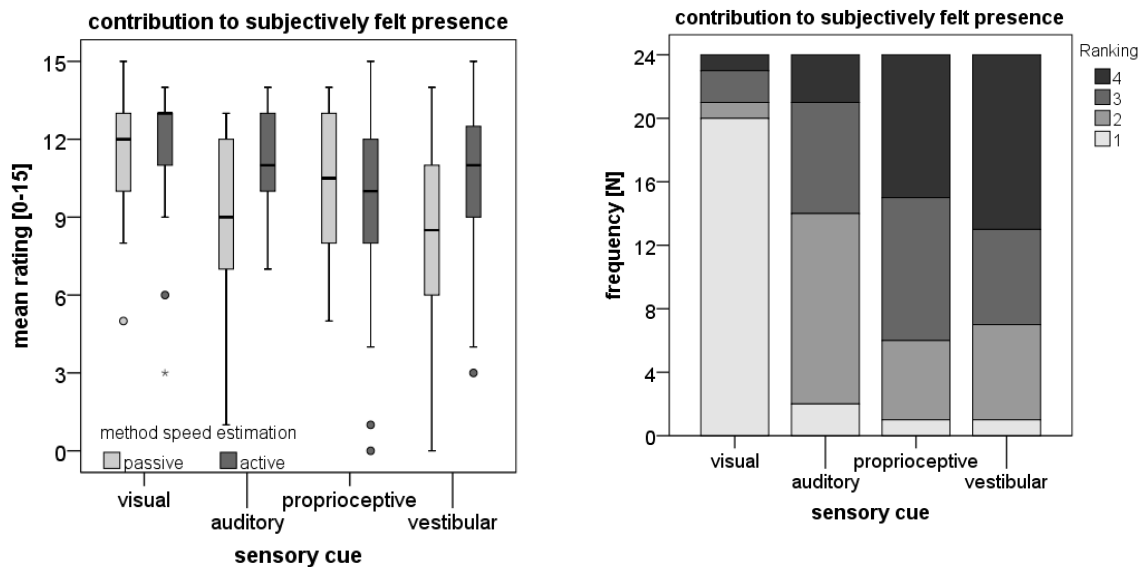 contribution to subjectively felt presence
mean rating [0-15]
15
12
9
6
3
0
method speed estimation
passive active
visual
auditory
proprioceptive
vestibular
sensory cue
contribution to subjectively felt presence
frequency [N]
24
20
16
12
8
4
0
visual
auditory
proprioceptive
vestibular
sensory cue
Ranking
4
3
2
1